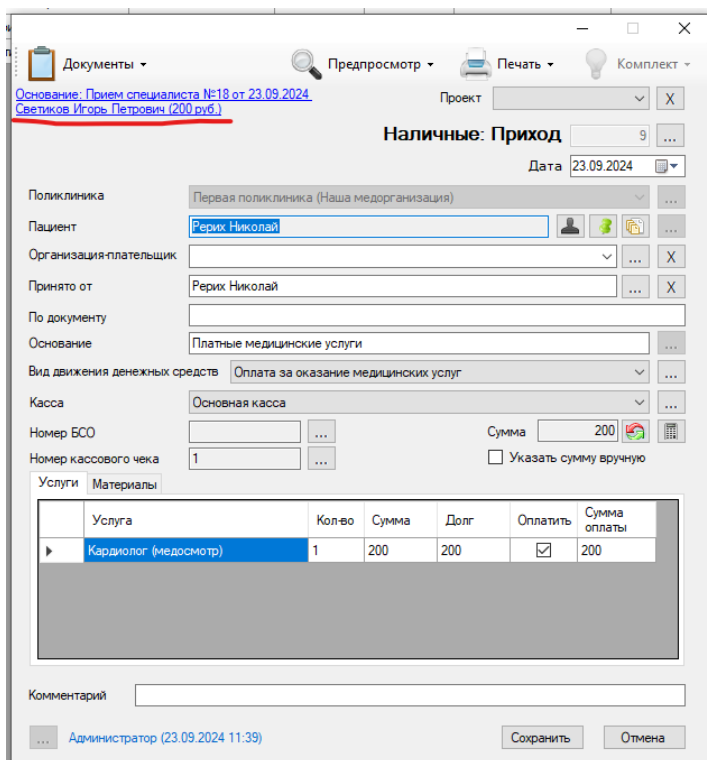 Документы
Предпросмотр
Печать
Комплект
Основание: Прием специалиста №18 от 23.09.2024
Светиков Игорь Петрович (200 руб.)
Проект
X
Наличные: Приход
9
...
Дата
23.09.2024
Поликлиника
Первая поликлиника (Наша медорганизация)
...
Пациент
Рерих Николай
...
Организация-плательщик
...
X
Принято от
Рерих Николай
...
X
По документу
Основание
Платные медицинские услуги
...
Вид движения денежных средств
Оплата за оказание медицинских услуг
...
Касса
Основная касса
...
Номер БСО
...
Сумма
200
Номер кассового чека
1
...
Указать сумму вручную
Услуги
Материалы
Услуга
Кол-во
Сумма
Долг
Оплатить
Сумма оплаты
Кардиолог (медосмотр)
1
200
200
200
Комментарий
...
Администратор (23.09.2024 11:39)
Сохранить
Отмена